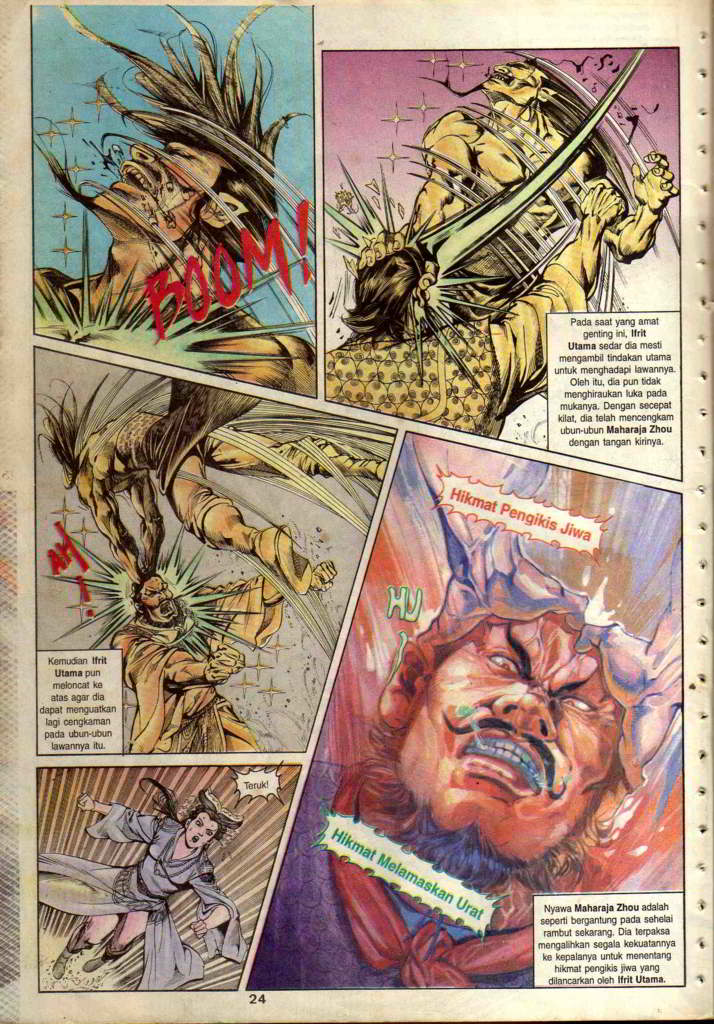 BOOM!
Pada saat yang amat
genting ini, Ifrit
Utama sedar dia mesti
mengambil tindakan utama
untuk menghadapi lawannya.
Oleh itu, dia pun tidak
menghiraukan luka pada
mukanya. Dengan secepat
kilat, dia telah mencengkam
ubun-ubun Maharaja Zhou
dengan tangan kirinya.
AH!
Kemudian Ifrit
Utama pun
meloncat ke
atas agar dia
dapat menguatkan
lagi cengkaman
pada ubun-ubun
lawannya itu.
Hikmat Pengikis Jiwa
HU
Hikmat Melamaskan Urat
Teruk!
Nyawa Maharaja Zhou adalah
seperti bergantung pada sehelai
rambut sekarang. Dia terpaksa
mengalihkan segala kekuatannya
ke kepalanya untuk menentang
hikmat pengikis jiwa yang
dilancarkan oleh Ifrit Utama.
24